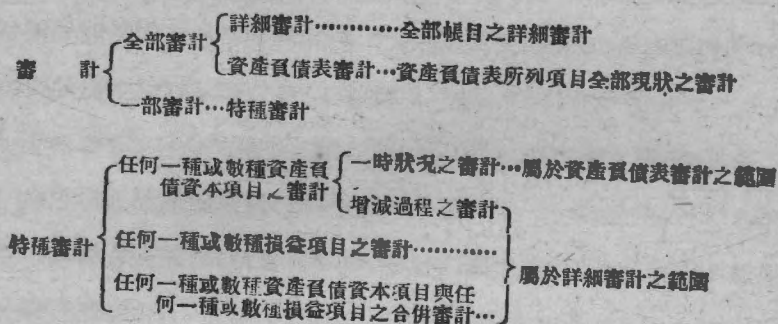 審計
全部審計
詳細審計…………全部帳目之詳細審計
資產負債表審計…資產負債表所列項目全部現狀之審計
一部審計…特種審計
特種審計
任何一種或數種資產負
債資本項目之審計
一時狀況之審計…屬於資產負債表審計之範圍
增減過程之審計
任何一種或數種損益項目之審計…………
任何一種或數種資產負債資本項目與任
何一種或數種損益項目之合併審計…
屬於詳細審計之範圍